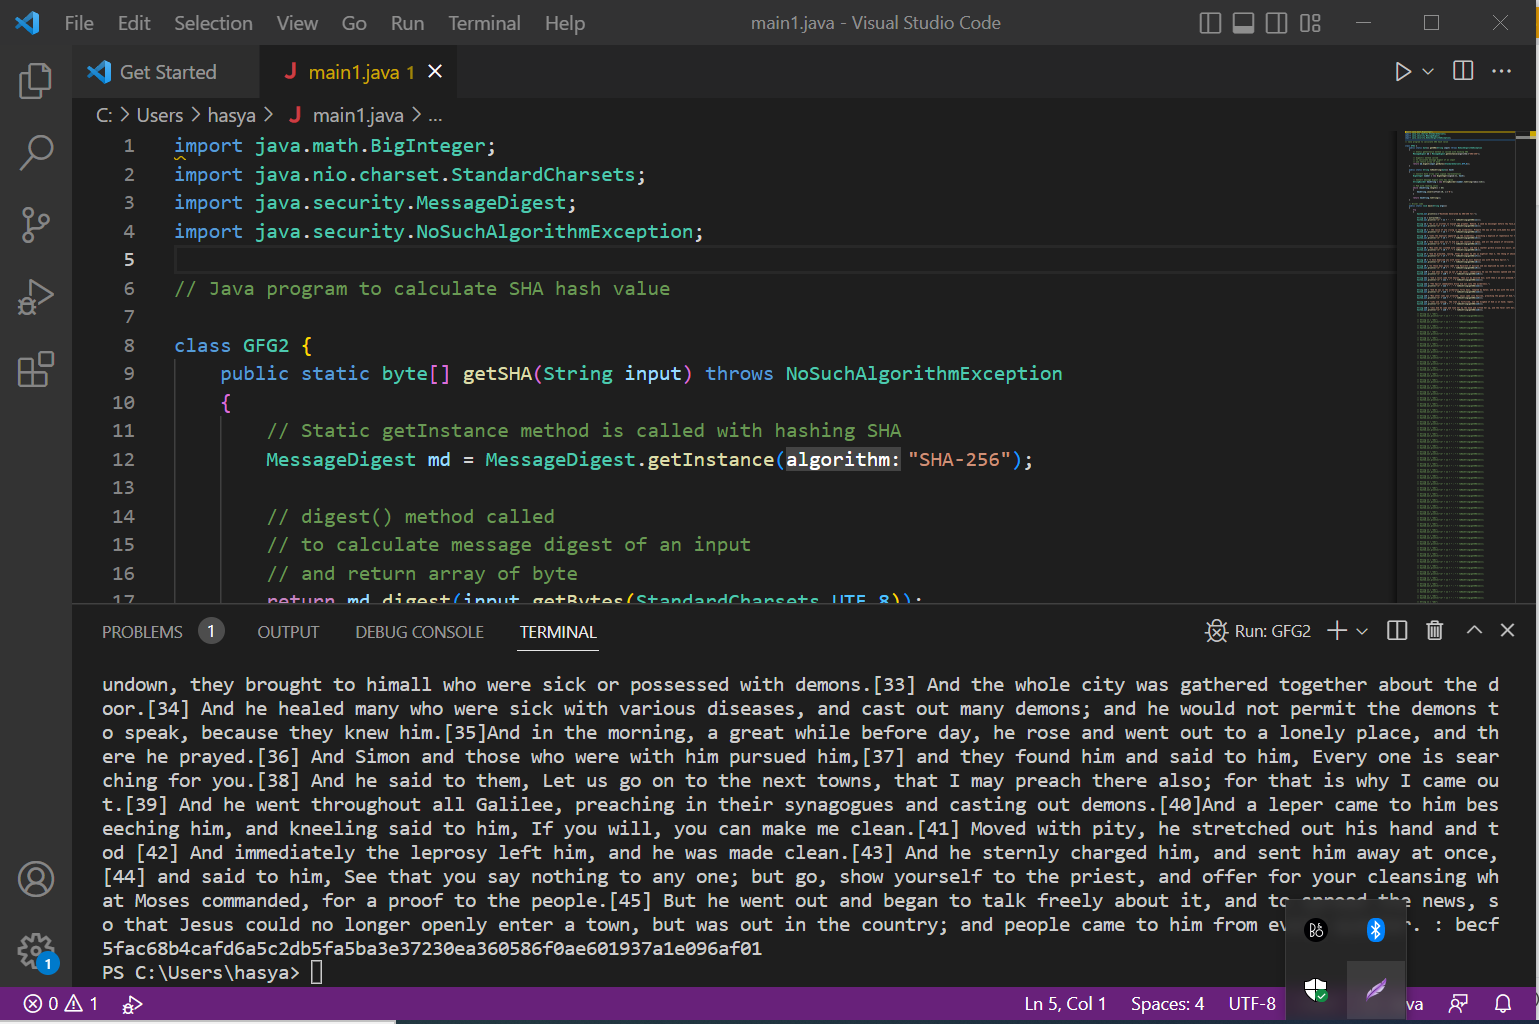 File Edit Selection View Go Run Terminal Help main1.java - Visual Studio Code
Get Started J main1.java 1
C: > Users > hasya > J main1.java > ...
1 import java.math.BigInteger;
2 import java.nio.charset.StandardCharsets;
3 import java.security.MessageDigest;
4 import java.security.NoSuchAlgorithmException;
5
6 // Java program to calculate SHA hash value
7
8 class GFG2 {
9 public static byte[] getSHA(String input) throws NoSuchAlgorithmException
10 {
11 // Static getInstance method is called with hashing SHA
12 MessageDigest md = MessageDigest.getInstance(algorithm: "SHA-256");
13
14 // digest() method called
15 // to calculate message digest of an input
16 // and return array of byte
17 return md.digest(input.getBytes(StandardCharsets.UTF_8));
PROBLEMS 1 OUTPUT DEBUG CONSOLE TERMINAL Run: GFG2
undown, they brought to himall who were sick or possessed with demons.[33] And the whole city was gathered together about the d
oor.[34] And he healed many who were sick with various diseases, and cast out many demons; and he would not permit the demons t
o speak, because they knew him.[35]And in the morning, a great while before day, he rose and went out to a lonely place, and th
ere he prayed.[36] And Simon and those who were with him pursued him,[37] and they found him and said to him, Every one is sear
ching for you.[38] And he said to them, Let us go on to the next towns, that I may preach there also; for that is why I came ou
t.[39] And he went throughout all Galilee, preaching in their synagogues and casting out demons.[40]And a leper came to him bes
eeching him, and kneeling said to him, If you will, you can make me clean.[41] Moved with pity, he stretched out his hand and t
od [42] And immediately the leprosy left him, and he was made clean.[43] And he sternly charged him, and sent him away at once,
[44] and said to him, See that you say nothing to any one; but go, show yourself to the priest, and offer for your cleansing wh
at Moses commanded, for a proof to the people.[45] But he went out and began to talk freely about it, and to spread the news, s
o that Jesus could no longer openly enter a town, but was out in the country; and people came to him from ev r. : becf
5fac68b4cafd6a5c2db5fa5ba3e37230ea360586f0ae601937a1e096af01
PS C:\Users\hasya>
1
0 1 Ln 5, Col 1 Spaces: 4 UTF-8 va